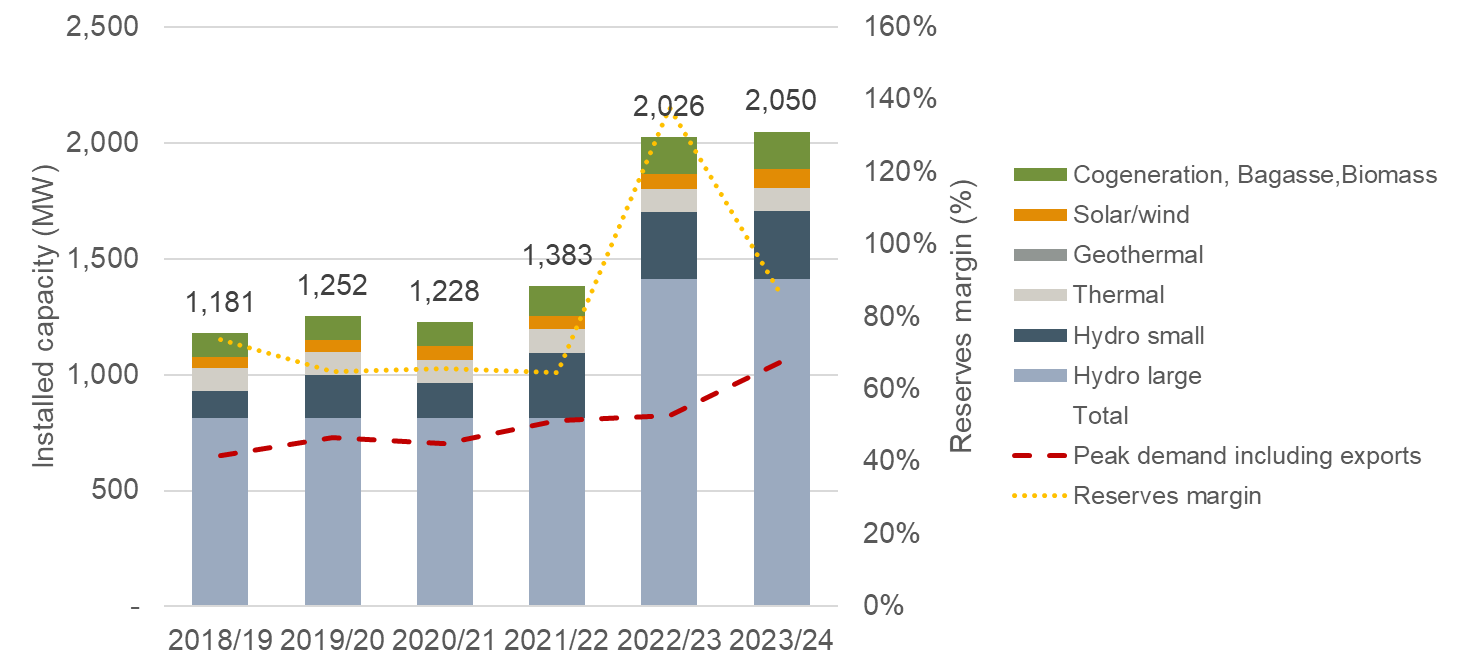 Installed capacity (MW)
2,500
2,000
1,500
1,000
500
-
1,181
1,252
1,228
1,383
2,026
2,050
2018/19 2019/20 2020/21 2021/22 2022/23 2023/24
160%
140%
120%
100%
80%
60%
40%
20%
0%
Reserves margin (%)
Cogeneration, Bagasse,Biomass
Solar/wind
Geothermal
Thermal
Hydro small
Hydro large
Total
Peak demand including exports
Reserves margin